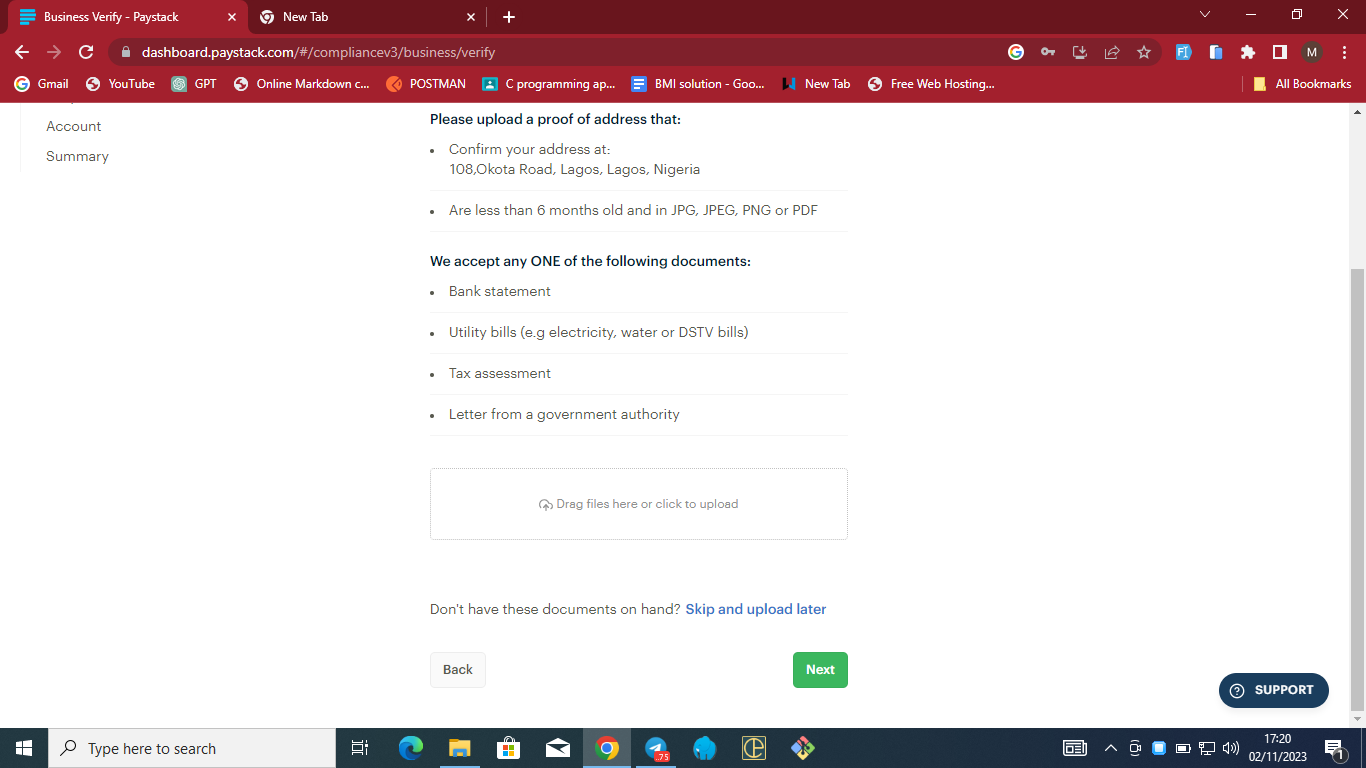 Business Verify - Paystack
New Tab
dashboard.paystack.com/#/compliancev3/business/verify
M
Gmail
YouTube
GPT
Online Markdown c...
POSTMAN
C programming ap...
BMI solution - Goo...
New Tab
Free Web Hosting...
All Bookmarks
Account
Summary
Please upload a proof of address that:
Confirm your address at:
108,Okota Road, Lagos, Lagos, Nigeria
Are less than 6 months old and in JPG, JPEG, PNG or PDF
We accept any ONE of the following documents:
Bank statement
Utility bills (e.g electricity, water or DSTV bills)
Tax assessment
Letter from a government authority
Drag files here or click to upload
Don't have these documents on hand? Skip and upload later
Back
Next
SUPPORT
Type here to search
.75
17:20
02/11/2023
1